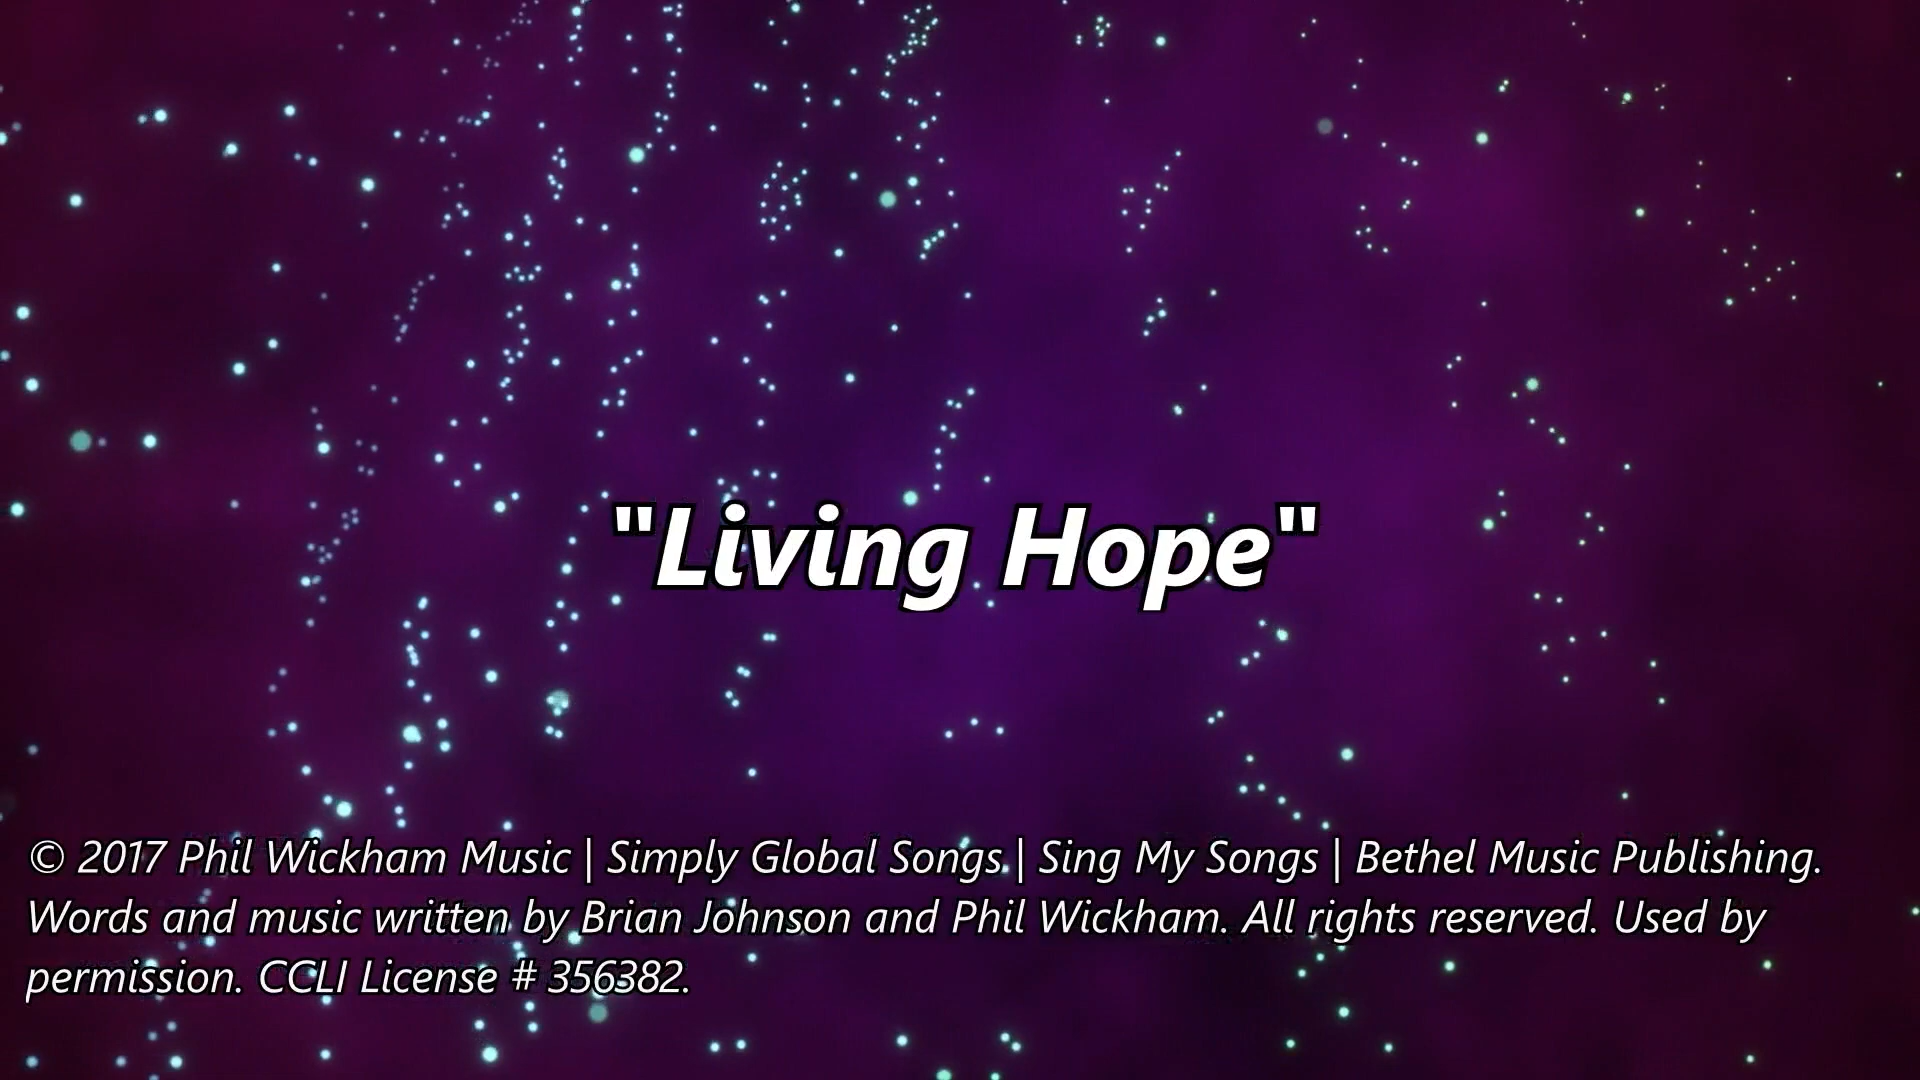 "Living Hope"
© 2017 Phil Wickham Music | Simply Global Songs | Sing My Songs | Bethel Music Publishing.
Words and music written by Brian Johnson and Phil Wickham. All rights reserved. Used by
permission. CCLI License # 356382.